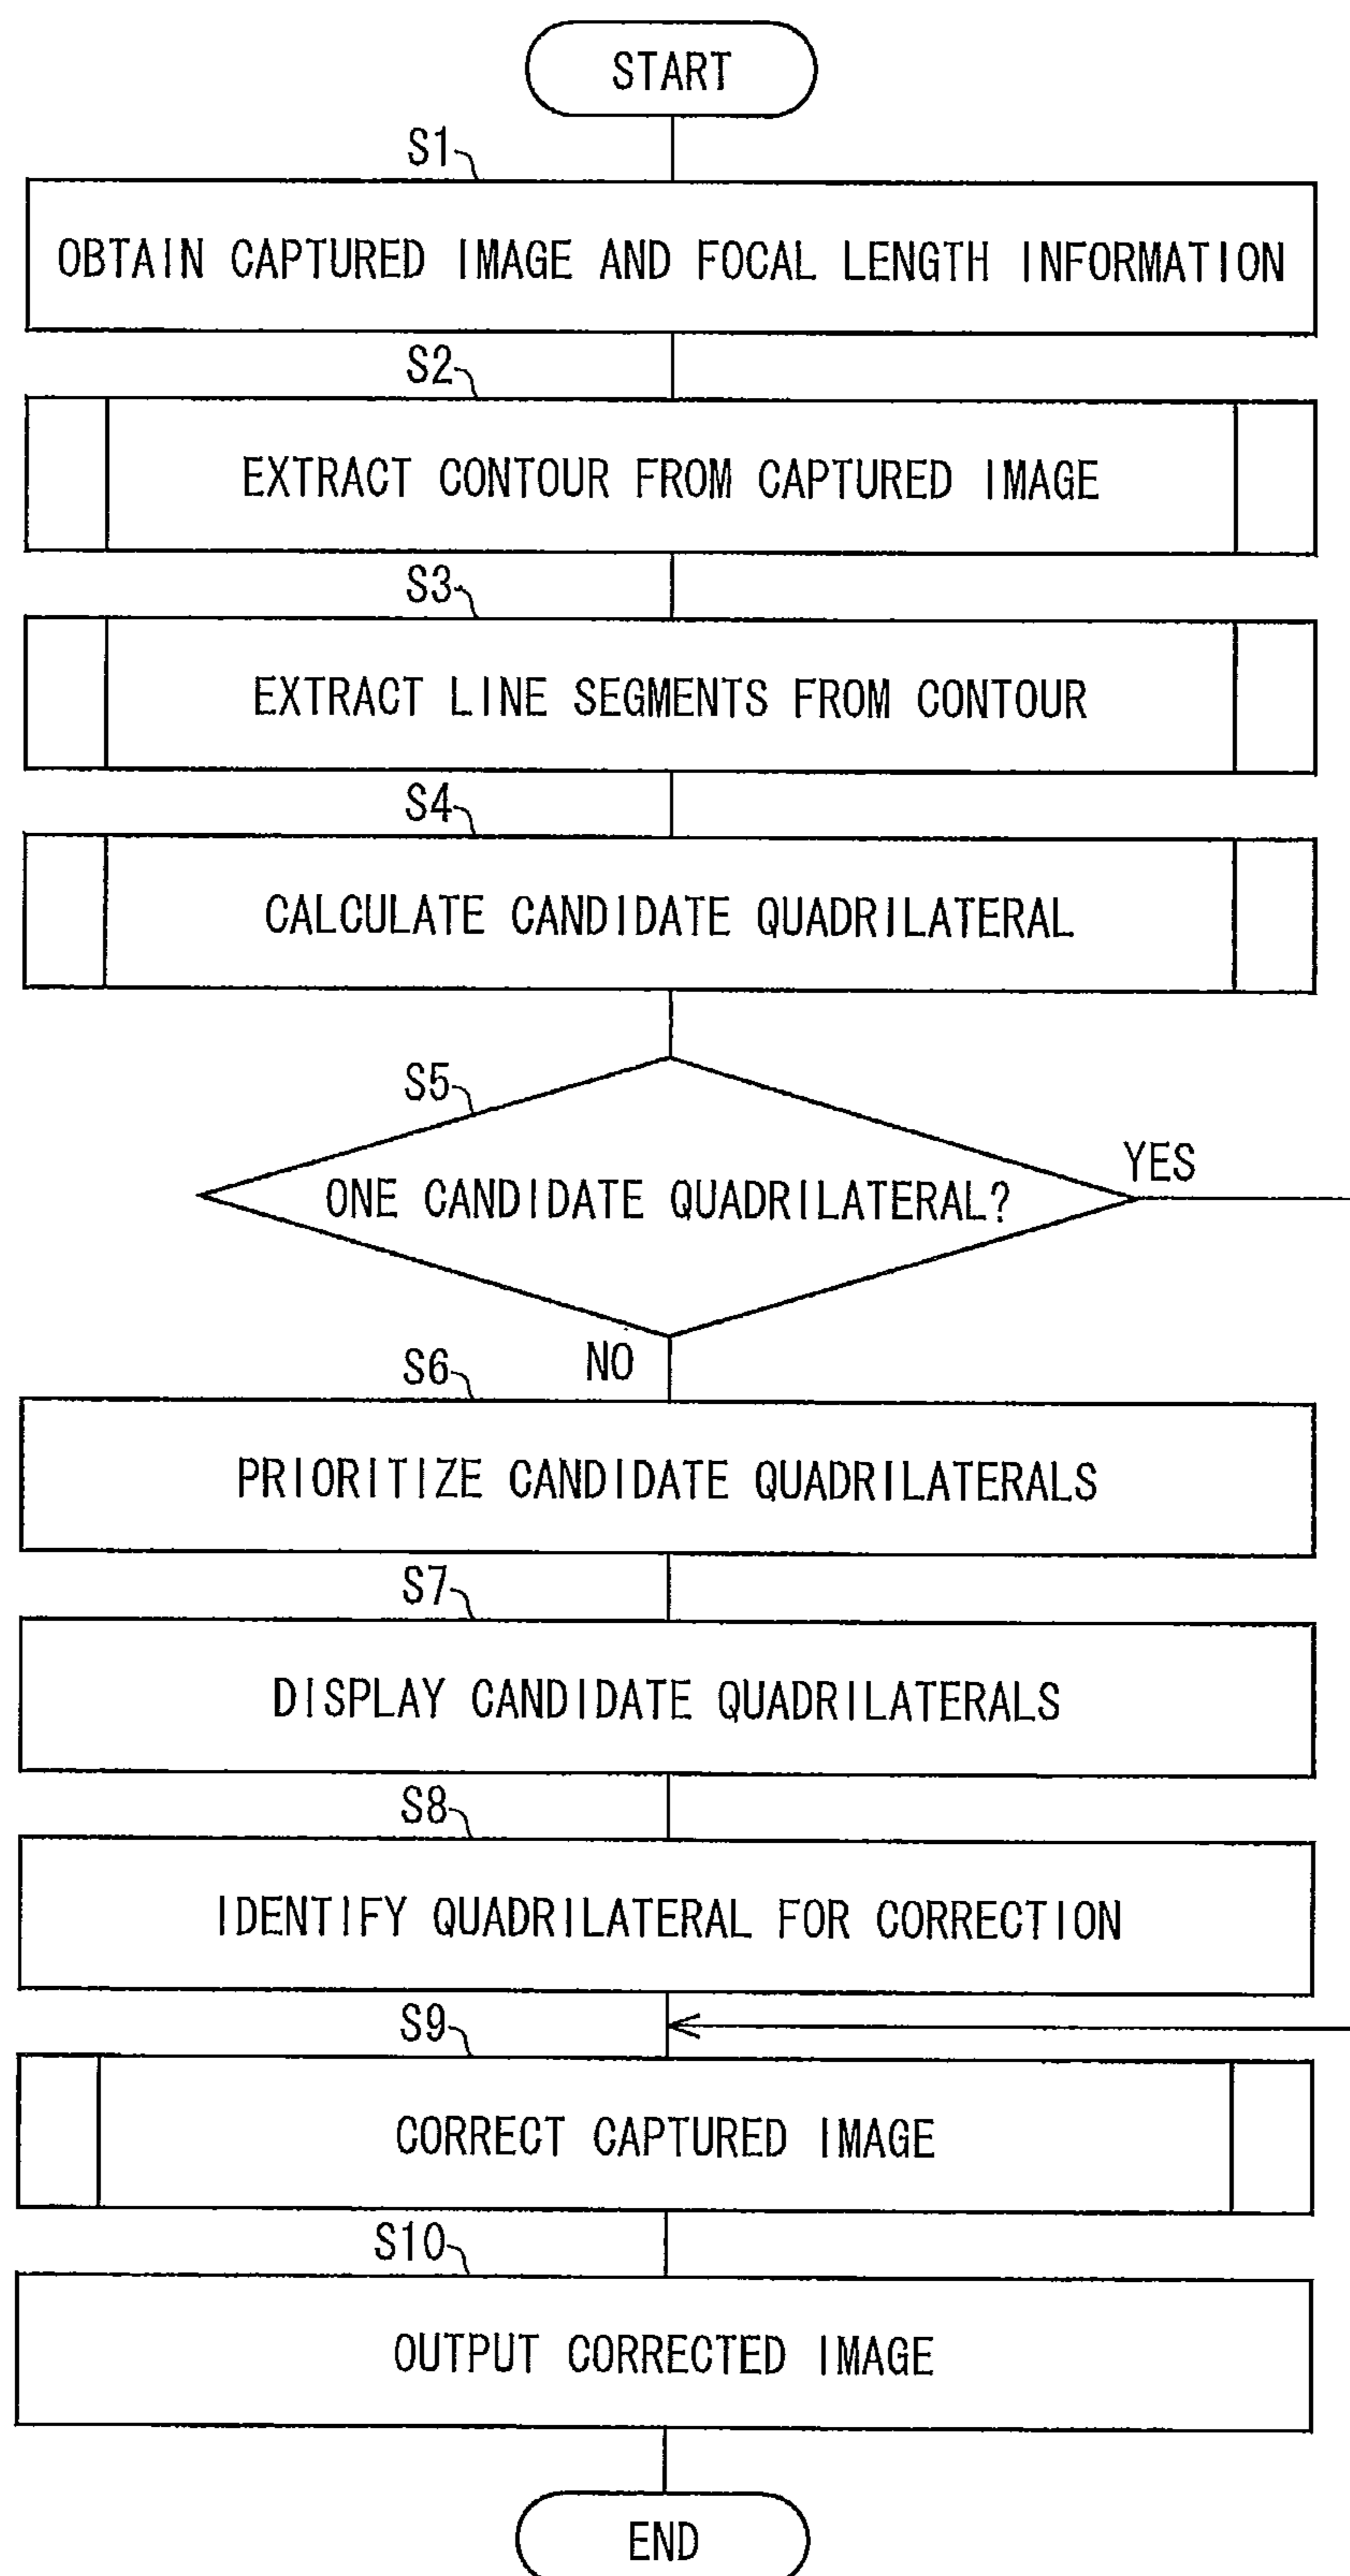 START
S1
OBTAIN CAPTURED IMAGE AND FOCAL LENGTH INFORMATION
S2
EXTRACT CONTOUR FROM CAPTURED IMAGE
S3
EXTRACT LINE SEGMENTS FROM CONTOUR
S4
CALCULATE CANDIDATE QUADRILATERAL
S5
ONE CANDIDATE QUADRILATERAL?
YES
NO
S6
PRIORITIZE CANDIDATE QUADRILATERALS
S7
DISPLAY CANDIDATE QUADRILATERALS
S8
IDENTIFY QUADRILATERAL FOR CORRECTION
S9
CORRECT CAPTURED IMAGE
S10
OUTPUT CORRECTED IMAGE
END